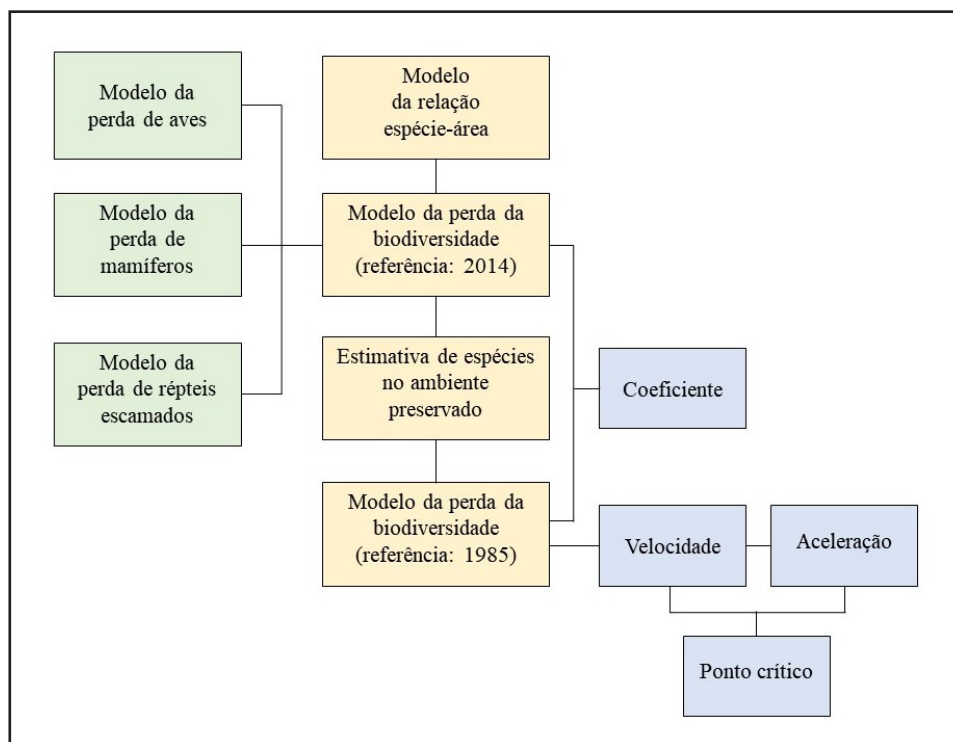 Modelo da
perda de aves
Modelo
da relação
espécie-área
Modelo da
perda de
mamíferos
Modelo da perda da
biodiversidade
(referência: 2014)
Modelo da
perda de répteis
escamados
Estimativa de espécies
no ambiente
preservado
Coeficiente
Modelo da perda da
biodiversidade
(referência: 1985)
Velocidade
Aceleração
Ponto crítico